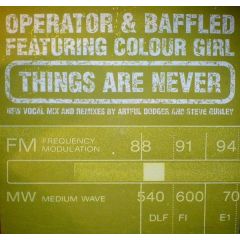 OPERATOR & BAFFLED
FEATURING COLOUR GIRL
THINGS ARE NEVER
NEW VOCAL MIX AND REMIXES BY ARTFUL DODGER AND STEVE GURLEY
FM FREQUENCY MODULATION 88 91 94
MW MEDIUM WAVE 540 600 70
DLF F1 E1